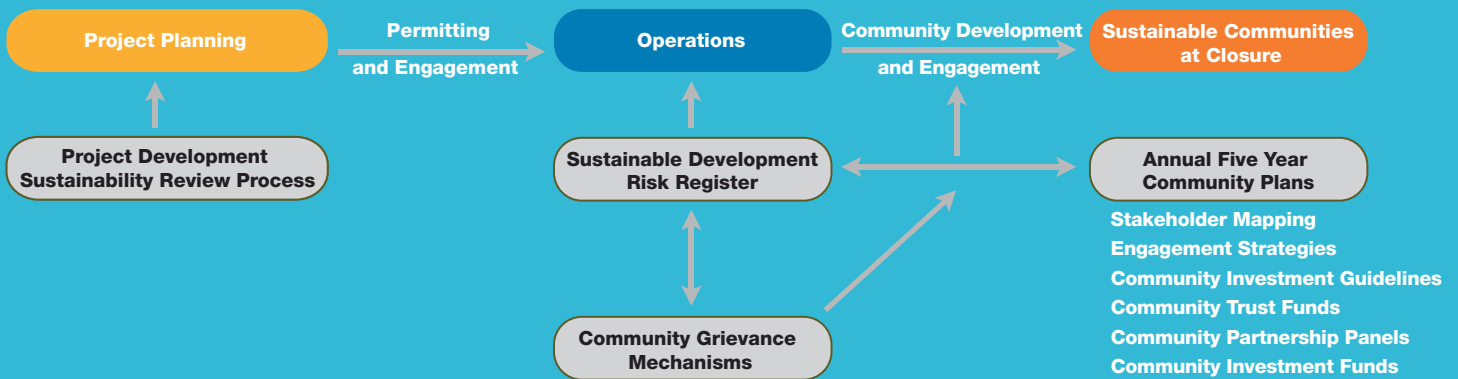 Project Planning
Permitting
and Engagement
Operations
Community Development
and Engagement
Sustainable Communities
at Closure
Project Development
Sustainability Review Process
Sustainable Development
Risk Register
Annual Five Year
Community Plans
Stakeholder Mapping
Engagement Strategies
Community Investment Guidelines
Community Trust Funds
Community Partnership Panels
Community Investment Funds
Community Grievance
Mechanisms